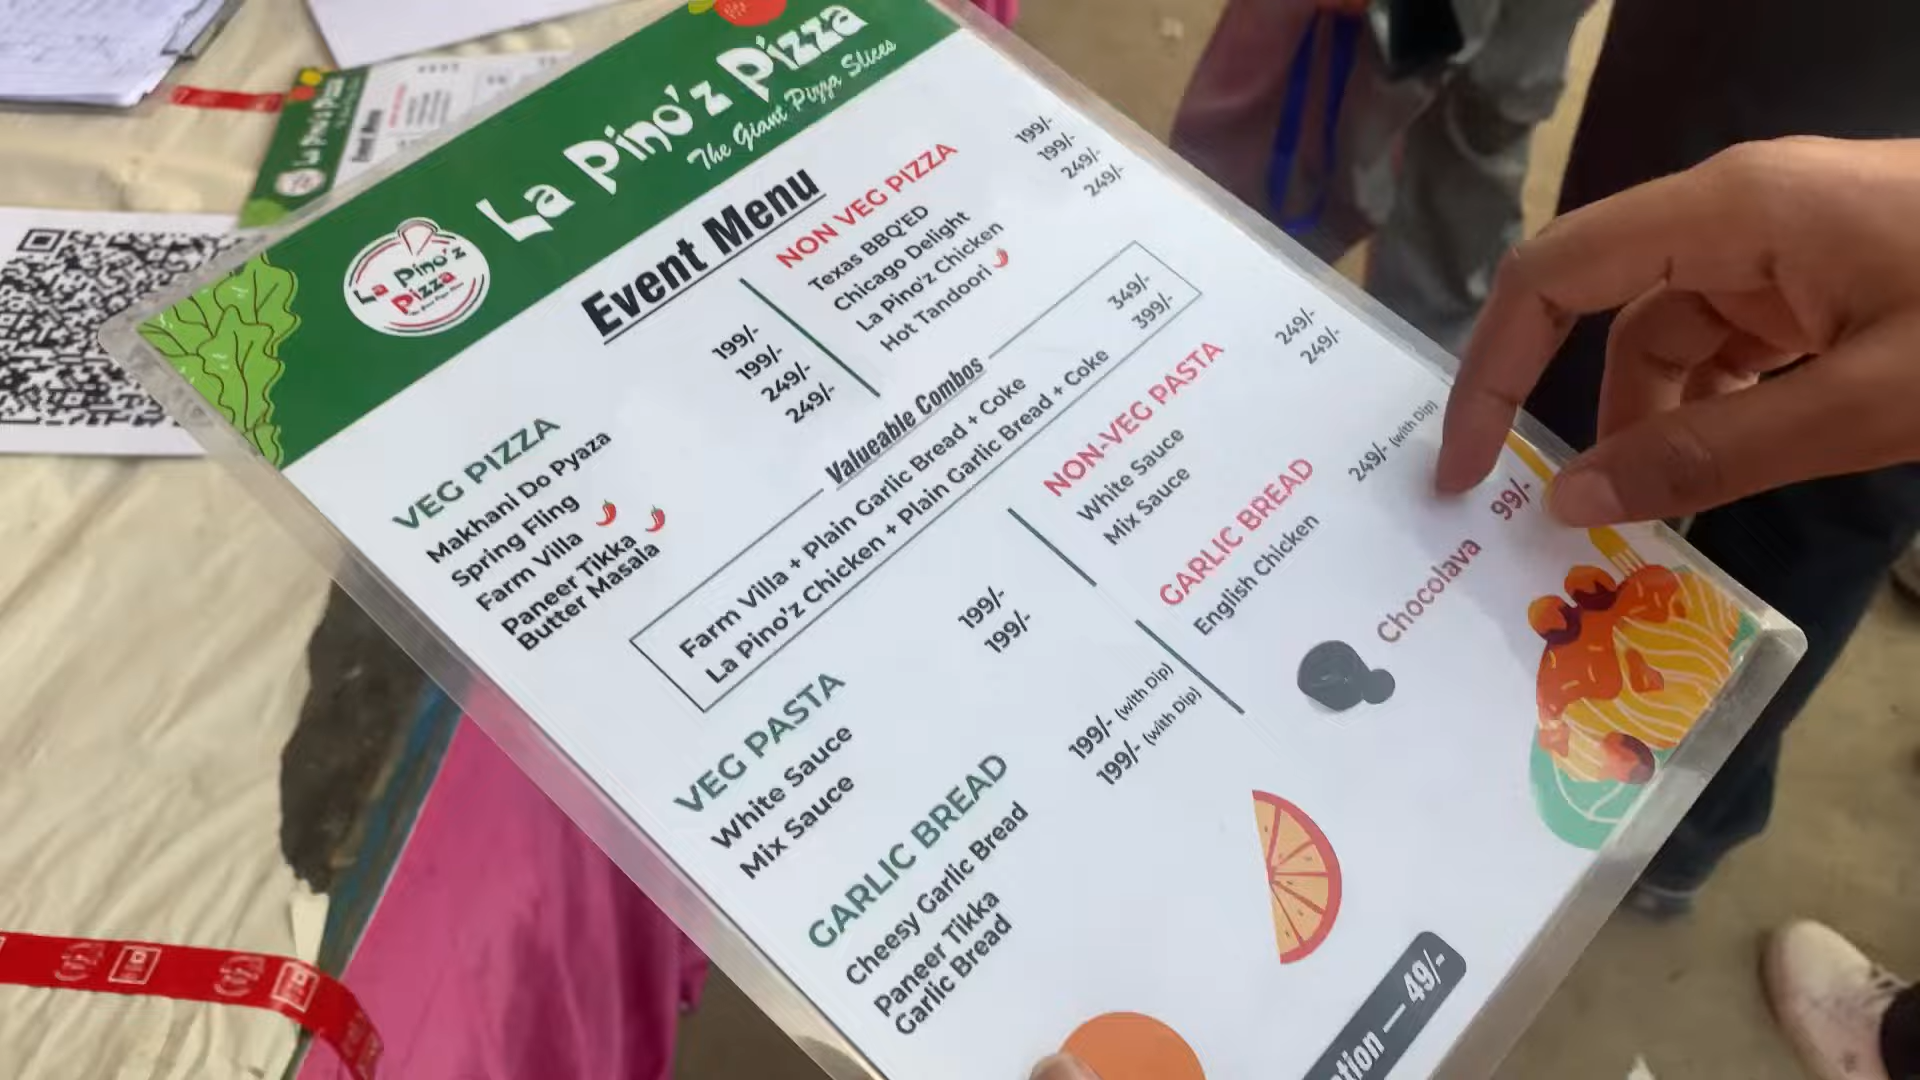 La Pino'z Pizza
The Giant Pizza Slices
La Pino'z
Pizza
Event Menu
VEG PIZZA
Makhani Do Pyaza 199/-
Spring Fling 199/-
Farm Villa 249/-
Paneer Tikka 249/-
Butter Masala
NON VEG PIZZA
Texas BBQ'ED 199/-
Chicago Delight 199/-
La Pino'z Chicken 249/-
Hot Tandoori 249/-
Valueable Combos
Farm Villa + Plain Garlic Bread + Coke 349/-
La Pino'z Chicken + Plain Garlic Bread + Coke 399/-
VEG PASTA
White Sauce 199/-
Mix Sauce 199/-
NON-VEG PASTA
White Sauce 249/-
Mix Sauce 249/-
GARLIC BREAD
Cheesy Garlic Bread 199/- (with Dip)
Paneer Tikka 199/- (with Dip)
Garlic Bread
GARLIC BREAD
English Chicken 249/- (with Dip)
Chocolava 99/-
49/-
La Pino'z Pizza
Event Menu